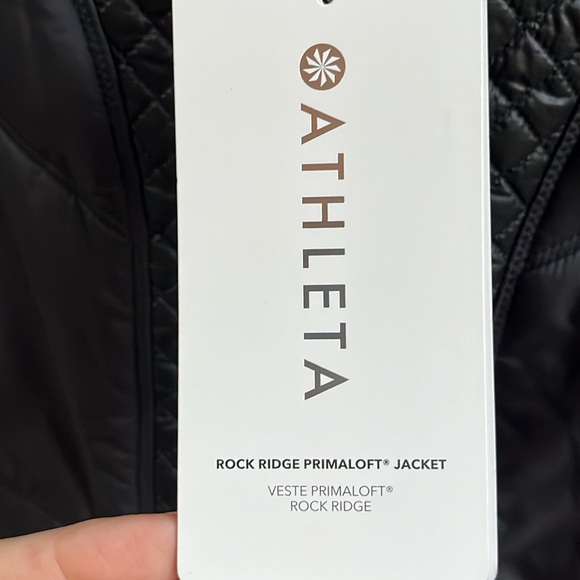 ATHLETA
ROCK RIDGE PRIMALOFT® JACKET
VESTE PRIMALOFT®
ROCK RIDGE